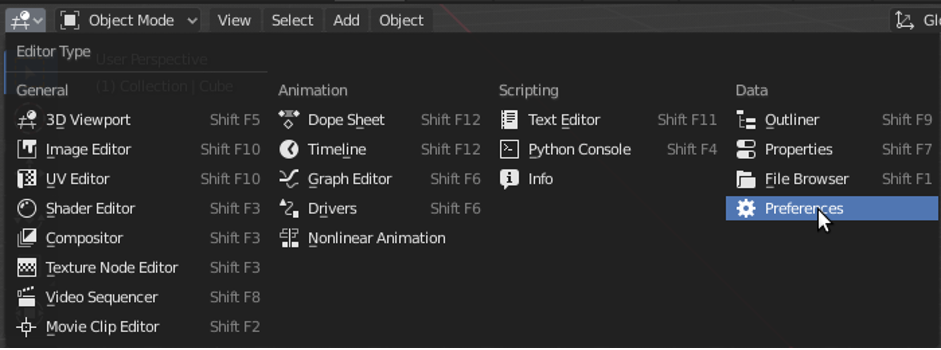 Object Mode View Select Add Object Glo
Editor Type
User Perspective
(1) Collection | Cube
General
3D Viewport Shift F5
Image Editor Shift F10
UV Editor Shift F10
Shader Editor Shift F3
Compositor Shift F3
Texture Node Editor Shift F3
Video Sequencer Shift F8
Movie Clip Editor Shift F2
Animation
Dope Sheet Shift F12
Timeline Shift F12
Graph Editor Shift F6
Drivers Shift F6
Nonlinear Animation
Scripting
Text Editor Shift F11
Python Console Shift F4
Info
Data
Outliner Shift F9
Properties Shift F7
File Browser Shift F1
Preferences